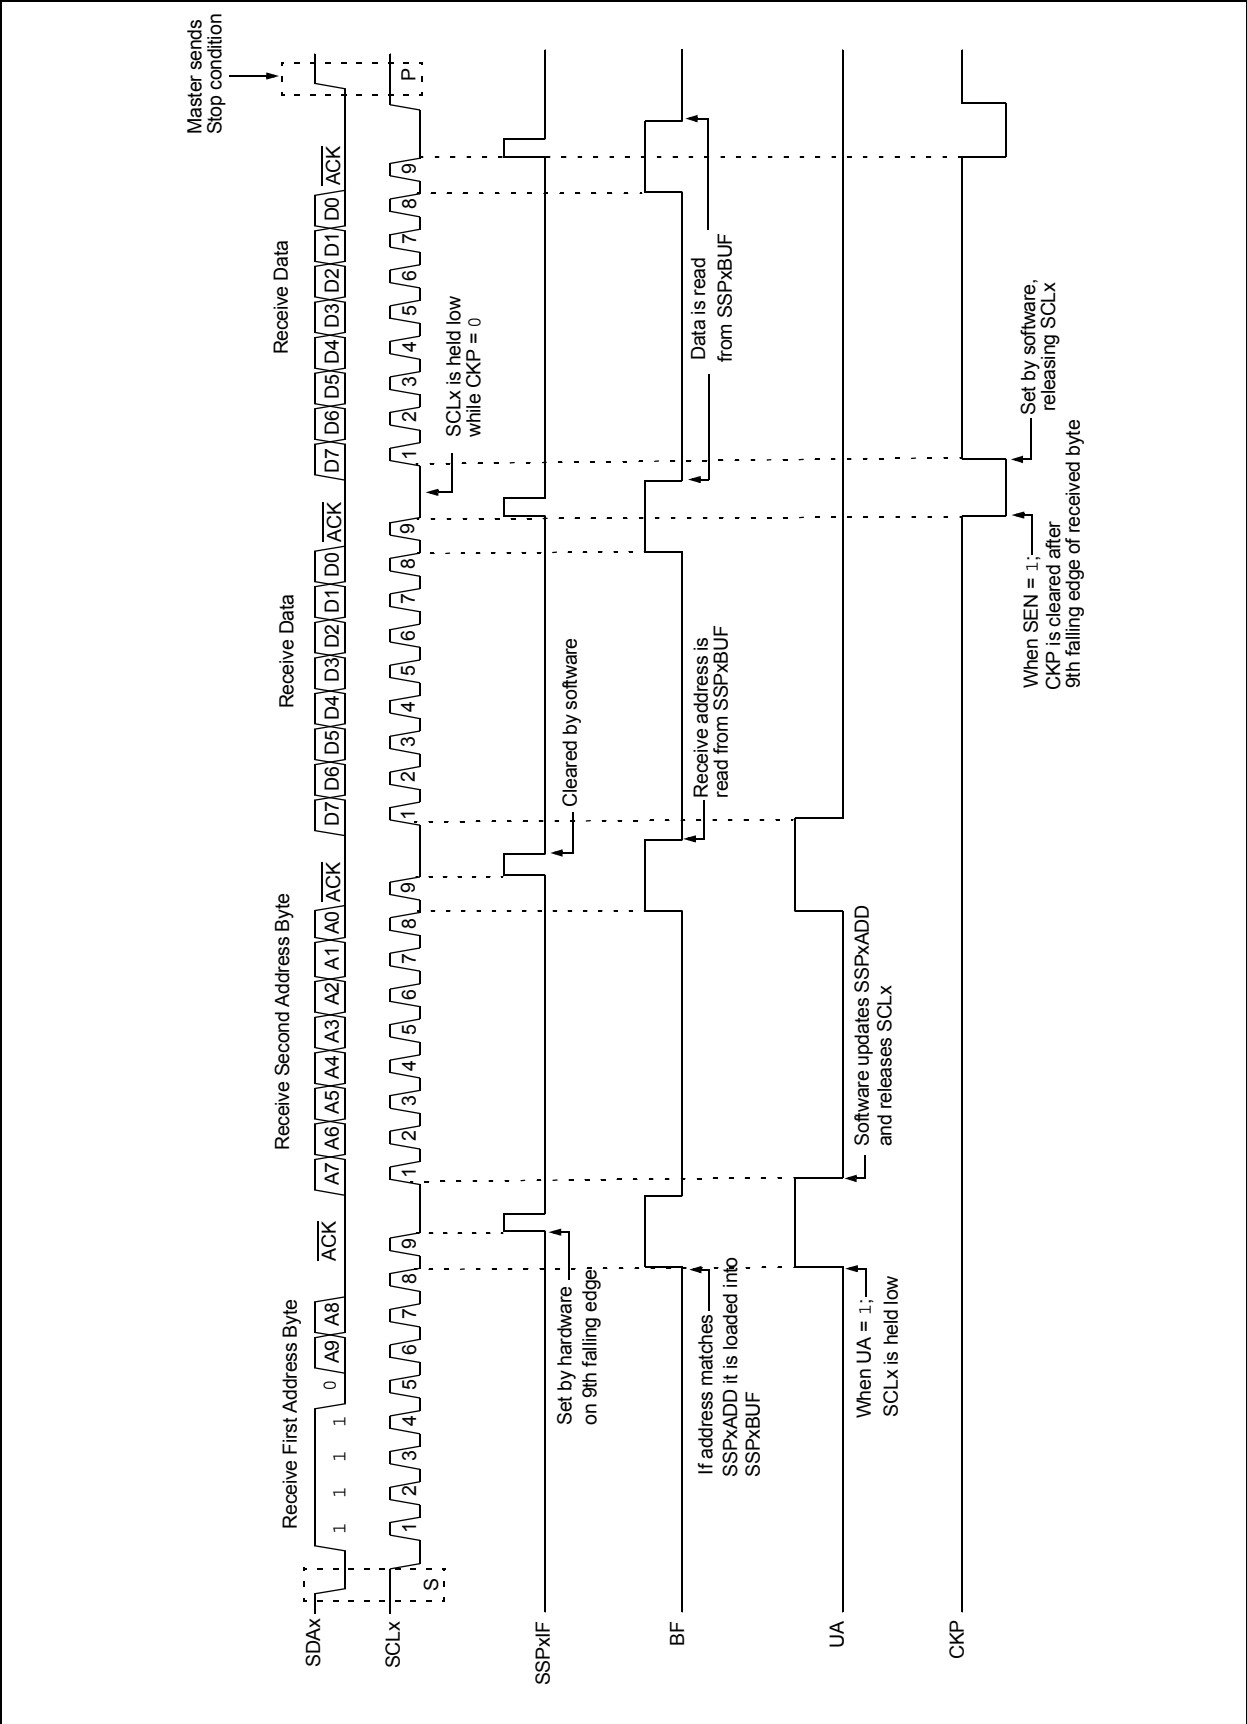 Master sends
Stop condition
Receive First Address Byte
Receive Second Address Byte
Receive Data
Receive Data
SDAx
1 1 1 1 0 A9 A8 ACK
A7 A6 A5 A4 A3 A2 A1 A0 ACK
D7 D6 D5 D4 D3 D2 D1 D0 ACK
D7 D6 D5 D4 D3 D2 D1 D0 ACK
SCLx
S
1 2 3 4 5 6 7 8 9
1 2 3 4 5 6 7 8 9
1 2 3 4 5 6 7 8 9
1 2 3 4 5 6 7 8 9
P
SCLx is held low
while CKP = 0
SSPxIF
Set by hardware
on 9th falling edge
Cleared by software
BF
If address matches
SSPxADD it is loaded into
SSPxBUF
Receive address is
read from SSPxBUF
Data is read
from SSPxBUF
UA
When UA = 1;
SCLx is held low
Software updates SSPxADD
and releases SCLx
CKP
When SEN = 1;
CKP is cleared after
9th falling edge of received byte
Set by software,
releasing SCLx